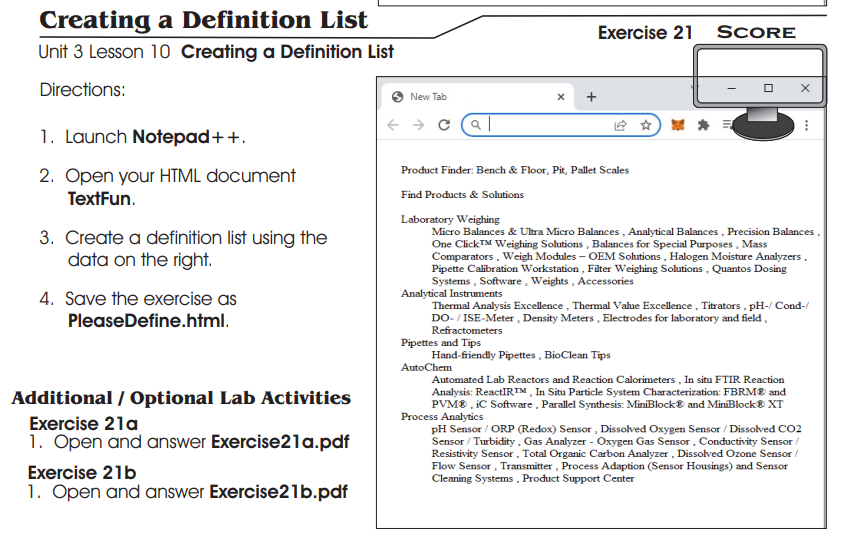 Creating a Definition List
Exercise 21 SCORE
Unit 3 Lesson 10 Creating a Definition List
Directions:
1. Launch Notepad++.
2. Open your HTML document
TextFun.
3. Create a definition list using the
data on the right.
4. Save the exercise as
PleaseDefine.html.
Additional / Optional Lab Activities
Exercise 21a
1. Open and answer Exercise21a.pdf
Exercise 21b
1. Open and answer Exercise21b.pdf
New Tab
Product Finder: Bench & Floor, Pit, Pallet Scales
Find Products & Solutions
Laboratory Weighing
Micro Balances & Ultra Micro Balances , Analytical Balances , Precision Balances ,
One Click™ Weighing Solutions , Balances for Special Purposes , Mass
Comparators , Weigh Modules – OEM Solutions , Halogen Moisture Analyzers ,
Pipette Calibration Workstation , Filter Weighing Solutions , Quantos Dosing
Systems , Software , Weights , Accessories
Analytical Instruments
Thermal Analysis Excellence , Thermal Value Excellence , Titrators , pH-/ Cond-/
DO- / ISE-Meter , Density Meters , Electrodes for laboratory and field ,
Refractometers
Pipettes and Tips
Hand-friendly Pipettes , BioClean Tips
AutoChem
Automated Lab Reactors and Reaction Calorimeters , In situ FTIR Reaction
Analysis: ReactIR™ , In Situ Particle System Characterization: FBRM® and
PVM® , iC Software , Parallel Synthesis: MiniBlock® and MiniBlock® XT
Process Analytics
pH Sensor / ORP (Redox) Sensor , Dissolved Oxygen Sensor / Dissolved CO2
Sensor / Turbidity , Gas Analyzer - Oxygen Gas Sensor , Conductivity Sensor /
Resistivity Sensor , Total Organic Carbon Analyzer , Dissolved Ozone Sensor /
Flow Sensor , Transmitter , Process Adaption (Sensor Housings) and Sensor
Cleaning Systems , Product Support Center